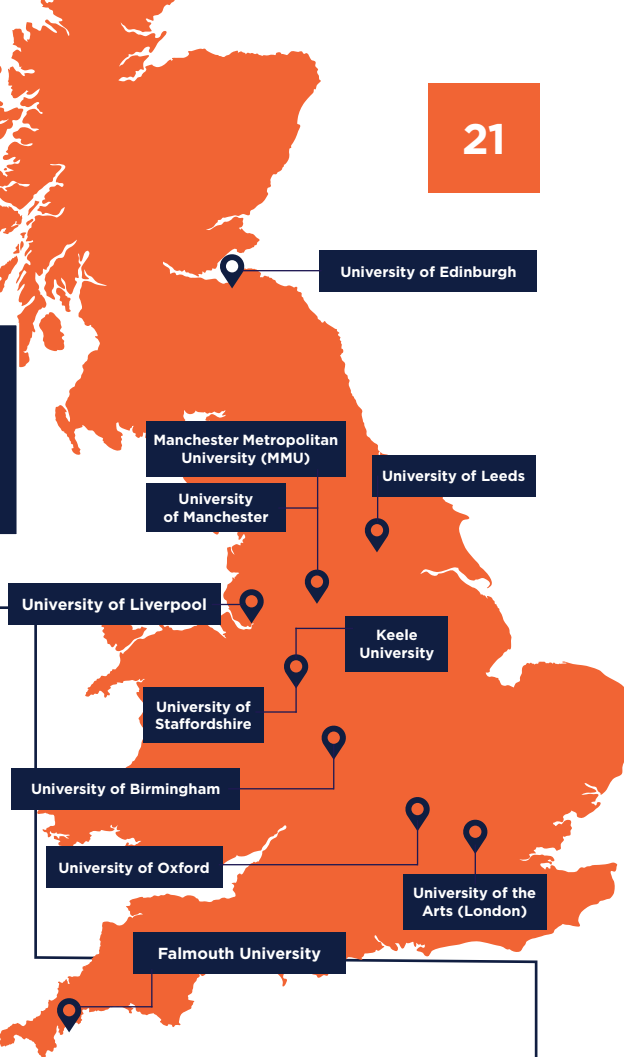 21
University of Edinburgh
Manchester Metropolitan
University (MMU)
University of Leeds
University
of Manchester
University of Liverpool
Keele
University
University of
Staffordshire
University of Birmingham
University of Oxford
University of the
Arts (London)
Falmouth University